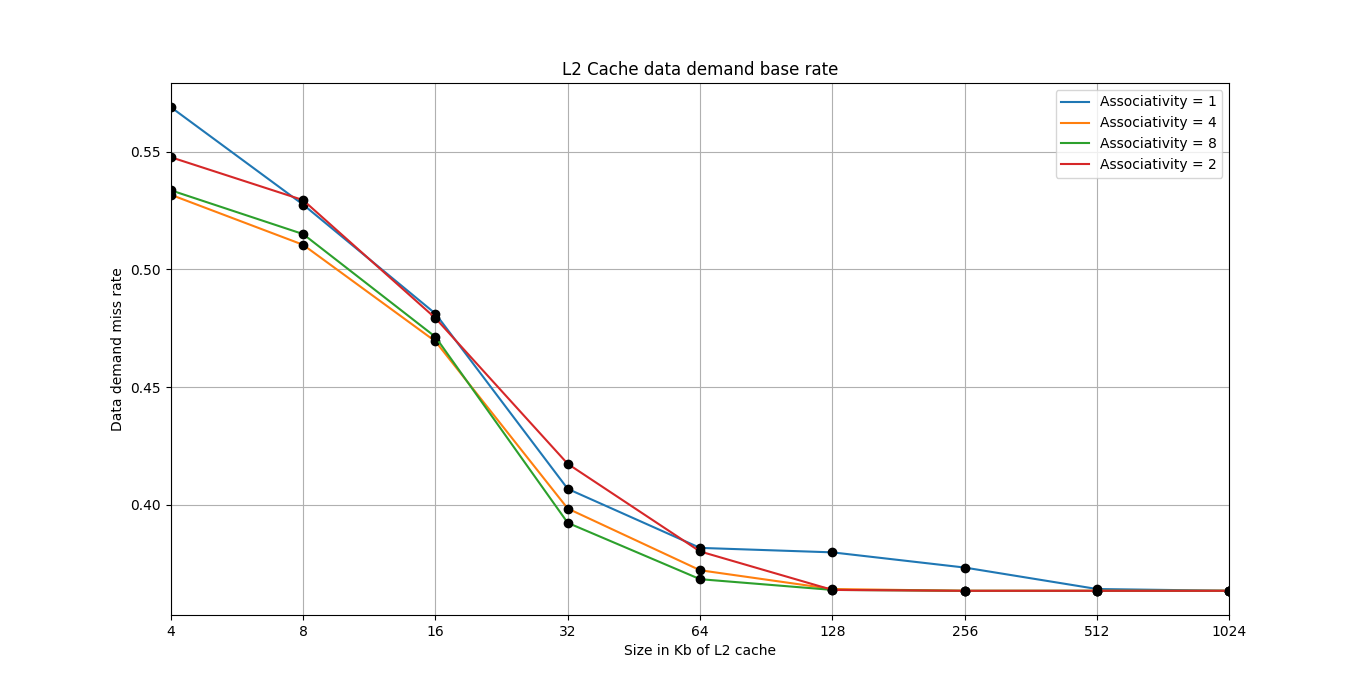 L2 Cache data demand base rate
Associativity = 1
Associativity = 4
Associativity = 8
Associativity = 2
Data demand miss rate
0.55
0.50
0.45
0.40
4 8 16 32 64 128 256 512 1024
Size in Kb of L2 cache